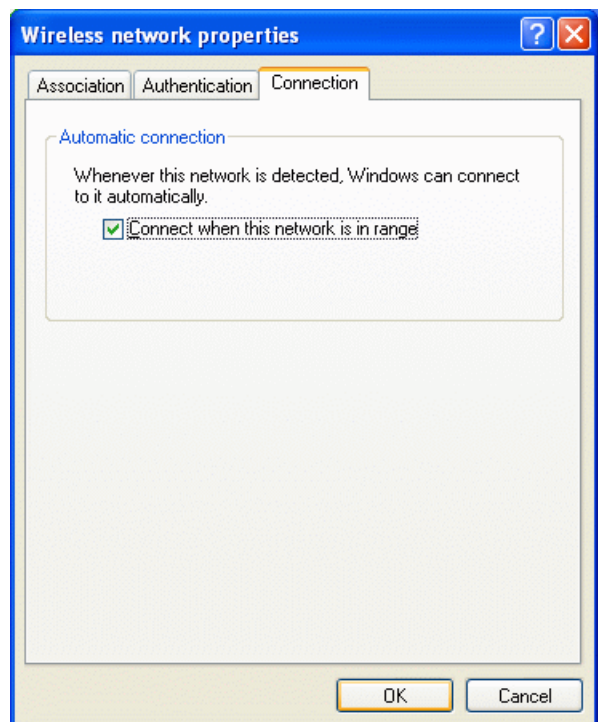 Wireless network properties
Association Authentication Connection
Automatic connection
Whenever this network is detected, Windows can connect
to it automatically.
Connect when this network is in range
OK Cancel